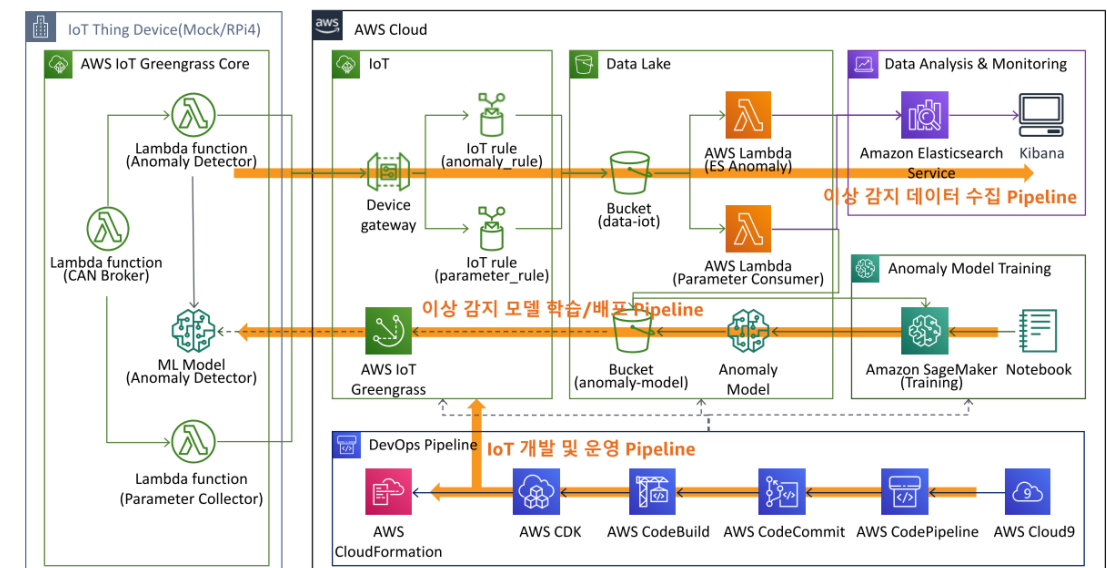 IoT Thing Device(Mock/RPi4)
AWS IoT Greengrass Core
Lambda function
(Anomaly Detector)
Lambda function
(CAN Broker)
ML Model
(Anomaly Detector)
Lambda function
(Parameter Collector)
aws
AWS Cloud
IoT
Device
gateway
IoT rule
(anomaly_rule)
IoT rule
(parameter_rule)
AWS IoT
Greengrass
Data Lake
Bucket
(data-iot)
AWS Lambda
(ES Anomaly)
AWS Lambda
(Parameter Consumer)
Bucket
(anomaly-model)
Anomaly
Model
Data Analysis & Monitoring
Amazon Elasticsearch
Service
Kibana
이상 감지 데이터 수집 Pipeline
Anomaly Model Training
Amazon SageMaker
(Training)
Notebook
이상 감지 모델 학습/배포 Pipeline
DevOps Pipeline
IoT 개발 및 운영 Pipeline
AWS
CloudFormation
AWS CDK
AWS CodeBuild
AWS CodeCommit
AWS CodePipeline
9
AWS Cloud9